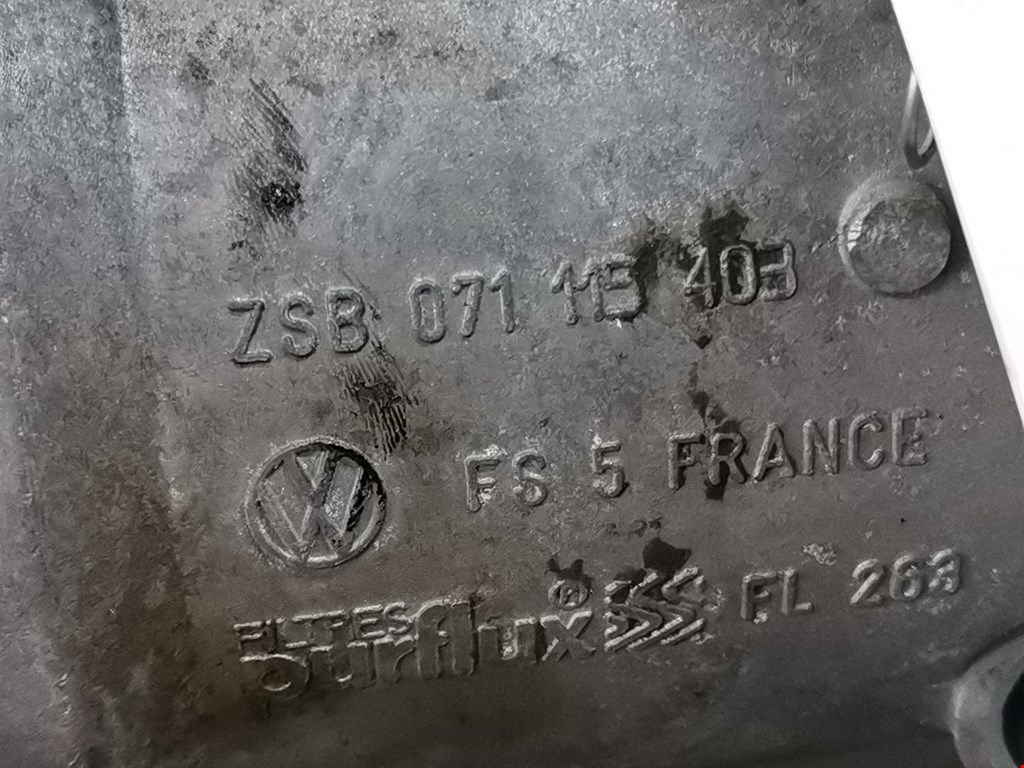 ZSB 071 115 403
FS 5 FRANCE
FILTRES
Purflux ® FL 263